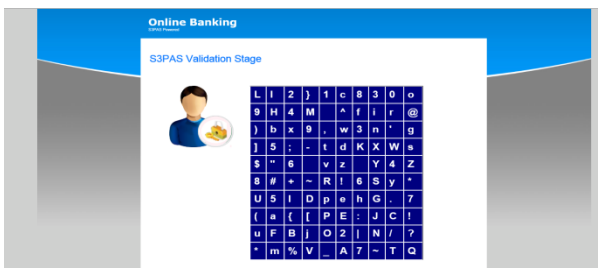 Online Banking
S3PAS Powered
S3PAS Validation Stage
L I 2 } 1 c 8 3 0 o
9 H 4 M ^ f i r @
) b x 9 , w 3 n ' g
] 5 ; - t d K X W s
$ " 6 v z Y 4 Z
8 # + ~ R ! 6 S y *
U 5 I D p e h G . 7
( a { [ P E : J C !
u F B j O 2 | N / ?
* m % V _ A 7 ~ T Q